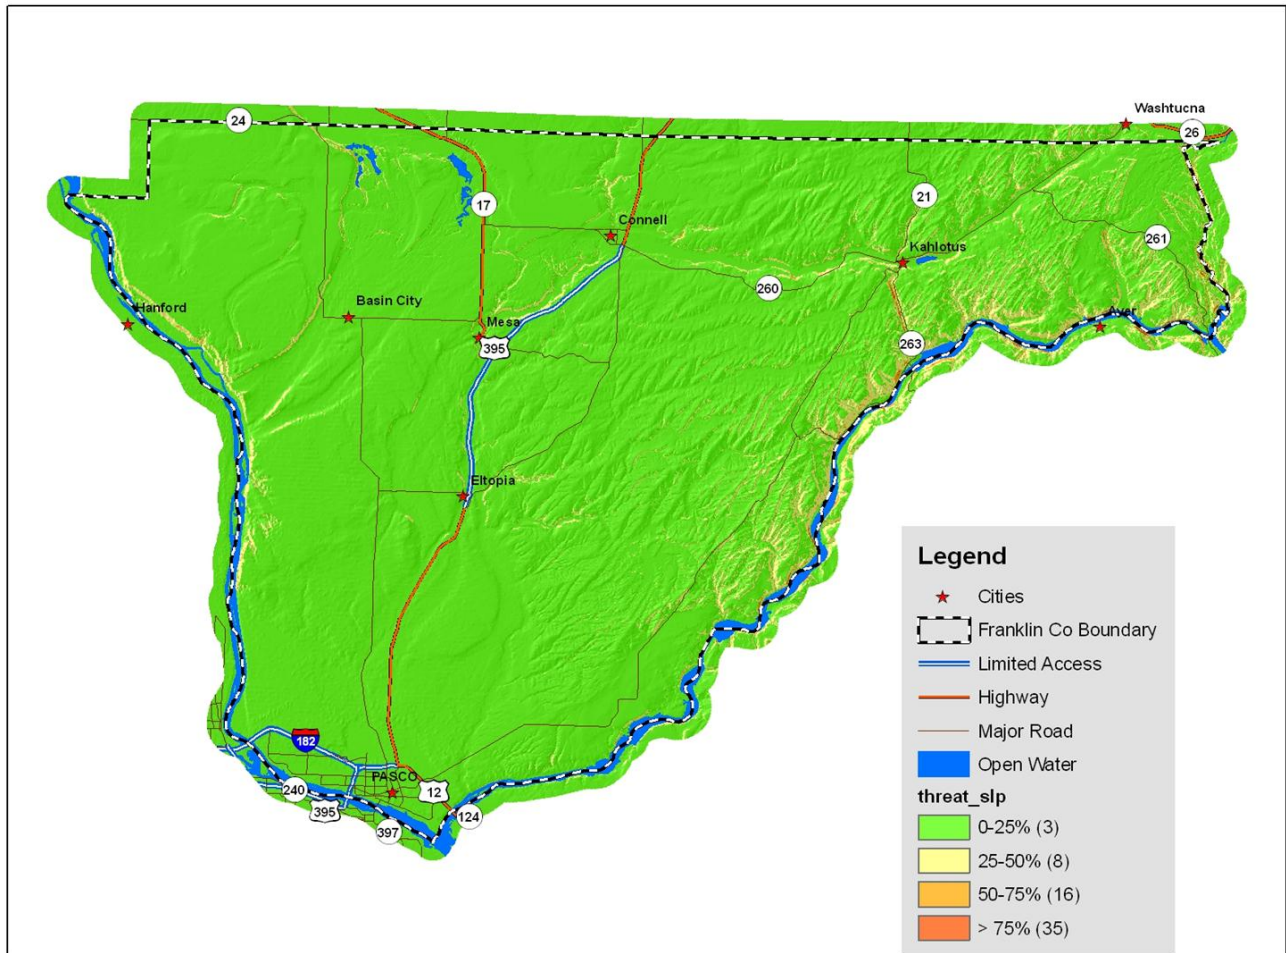 Washtucna
24
26
17
21
Connell
261
Kahlotus
260
Hanford
Basin City
Mesa
Ayer
395
263
Eltopia
182
PASCO
240
12
395
124
397
Legend
Cities
Franklin Co Boundary
Limited Access
Highway
Major Road
Open Water
threat_slp
0-25% (3)
25-50% (8)
50-75% (16)
> 75% (35)